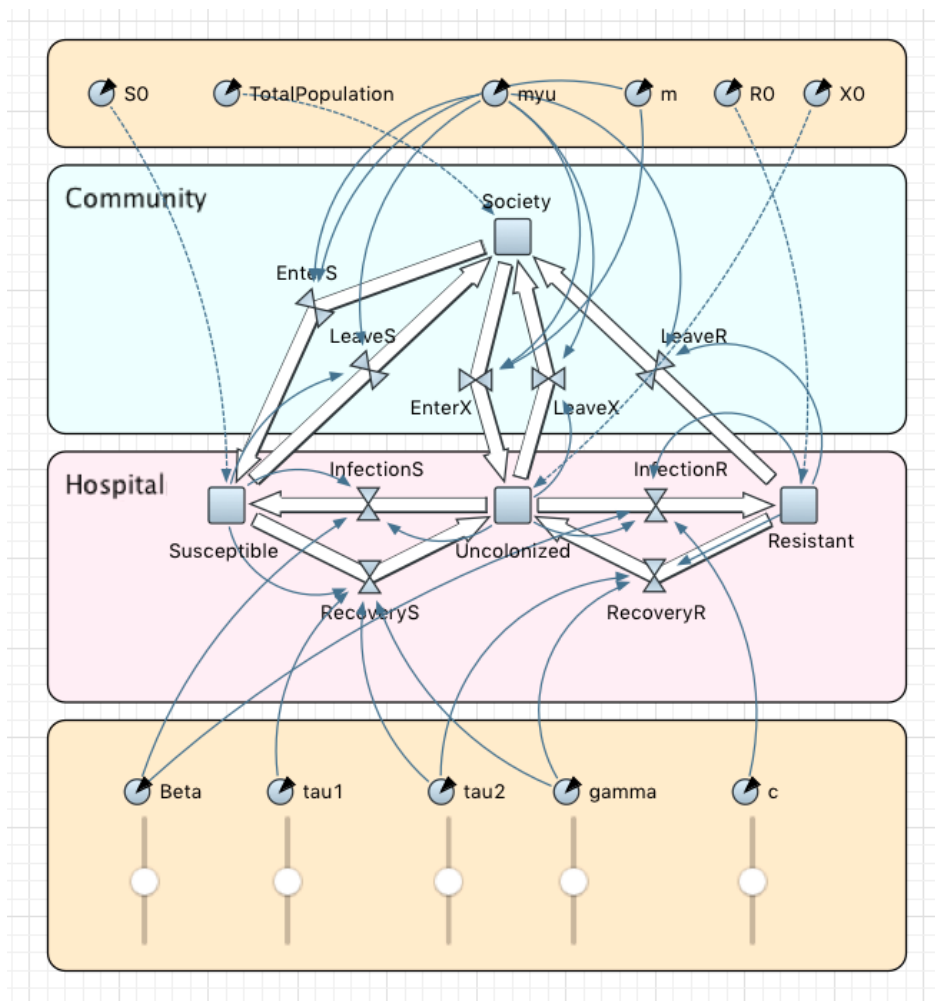 S0
TotalPopulation
myu
m
R0
X0
Community
Society
EnterS
LeaveS
LeaveR
EnterX
LeaveX
Hospital
InfectionS
InfectionR
Susceptible
Uncolonized
Resistant
RecoveryS
RecoveryR
Beta
tau1
tau2
gamma
c